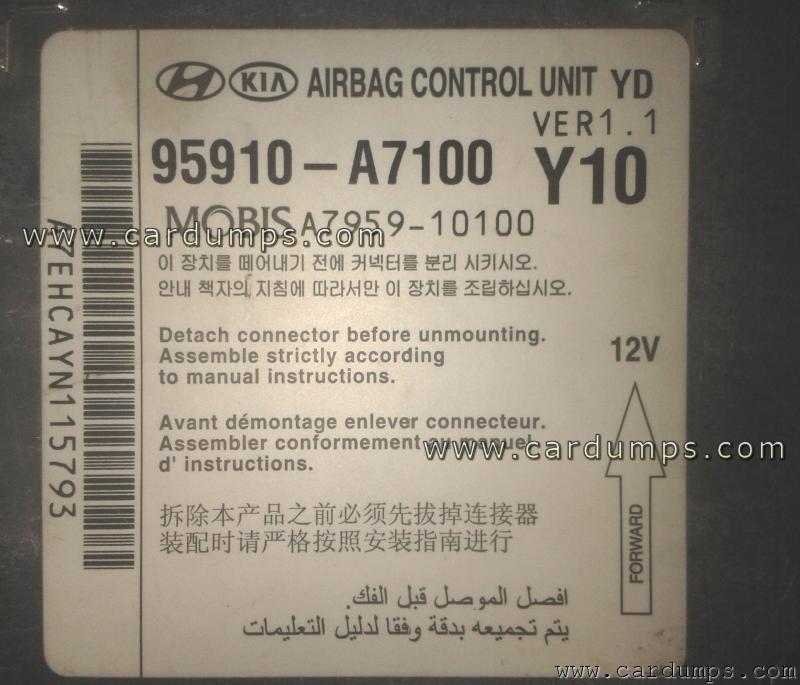 HYUNDAI KIA AIRBAG CONTROL UNIT YD
VER1.1
95910-A7100 Y10
MOBIS A7959-10100
www.cardumps.com
A7EHCAYN115793
이 장치를 떼어내기 전에 커넥터를 분리 시키시오.
안내 책자의 지침에 따라서만 이 장치를 조립하십시오.
Detach connector before unmounting.
Assemble strictly according
to manual instructions.
12V
Avant démontage enlever connecteur.
Assembler conformement au manuel
d' instructions.
www.cardumps.com
FORWARD
拆除本产品之前必须先拔掉连接器
装配时请严格按照安装指南进行
افصل الموصل قبل الفك.
يتم تجميعه بدقة وفقا لدليل التعليمات
www.cardumps.com